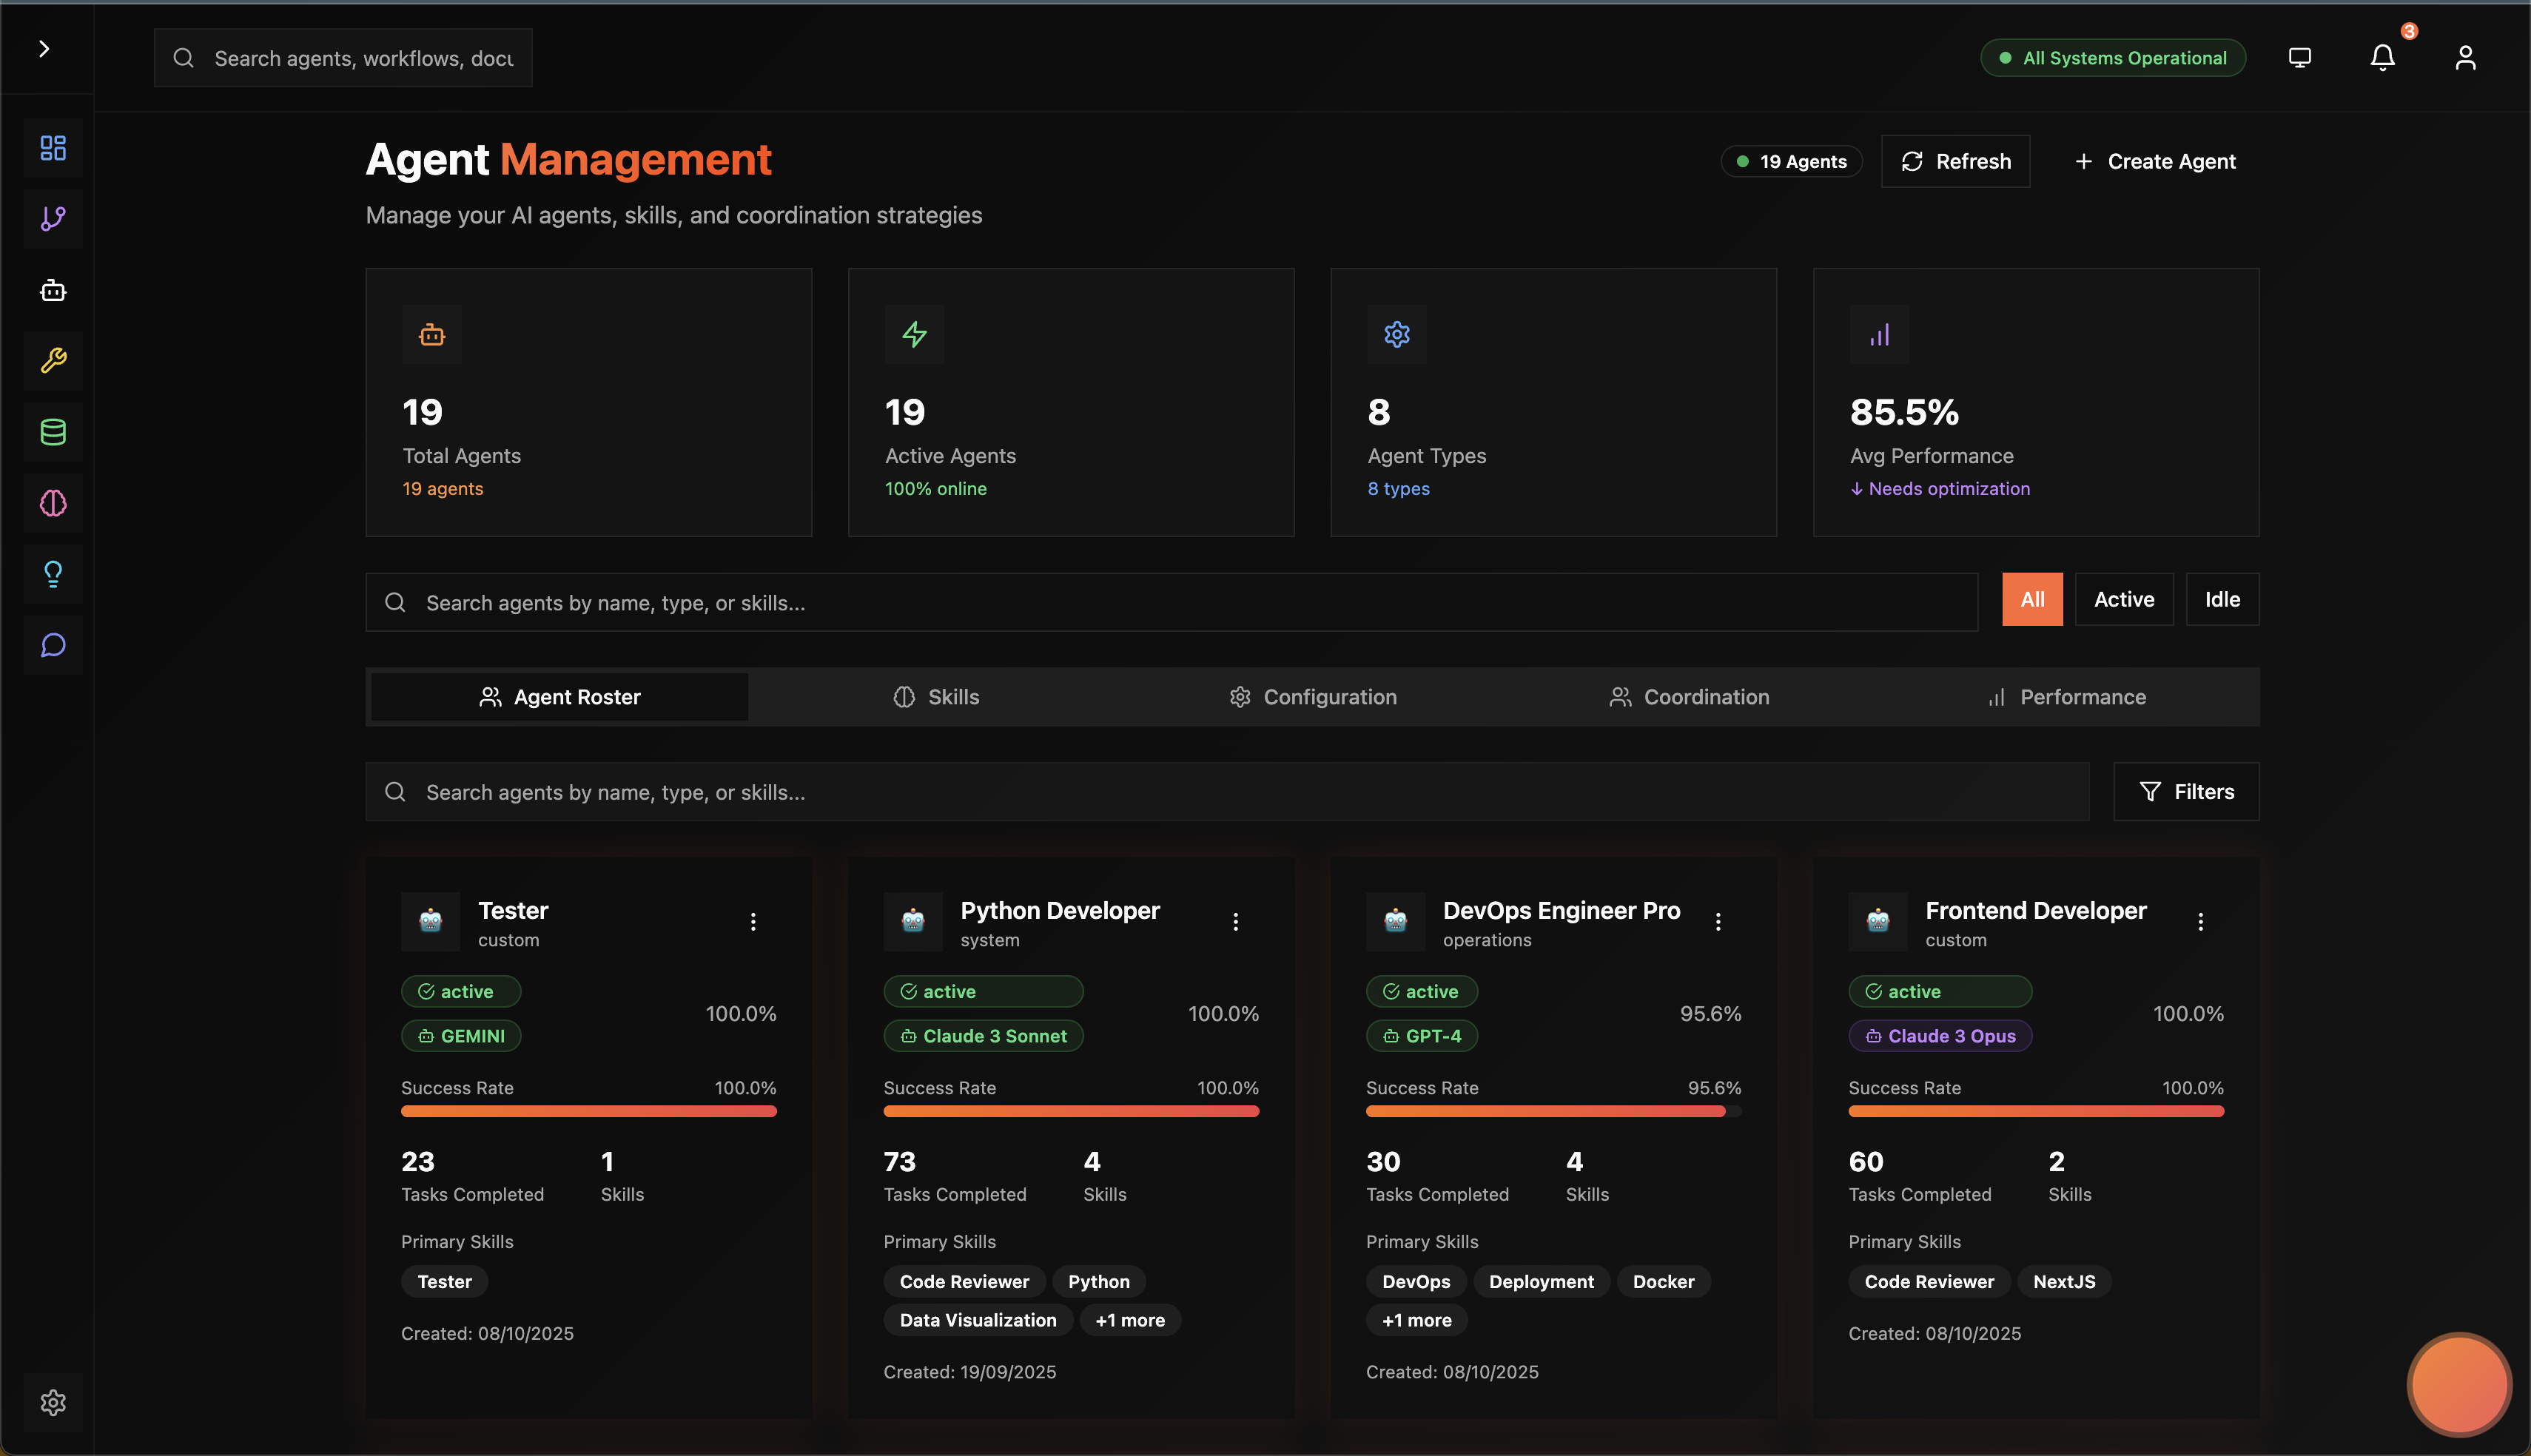 Search agents, workflows, docu
All Systems Operational
3
Agent Management
19 Agents
Refresh
Create Agent
Manage your AI agents, skills, and coordination strategies
19
Total Agents
19 agents
19
Active Agents
100% online
8
Agent Types
8 types
85.5%
Avg Performance
↓ Needs optimization
Search agents by name, type, or skills...
All
Active
Idle
Agent Roster
Skills
Configuration
Coordination
Performance
Search agents by name, type, or skills...
Filters
Tester
custom
active
GEMINI
100.0%
Success Rate
100.0%
23
Tasks Completed
1
Skills
Primary Skills
Tester
Created: 08/10/2025
Python Developer
system
active
Claude 3 Sonnet
100.0%
Success Rate
100.0%
73
Tasks Completed
4
Skills
Primary Skills
Code Reviewer
Python
Data Visualization
+1 more
Created: 19/09/2025
DevOps Engineer Pro
operations
active
GPT-4
95.6%
Success Rate
95.6%
30
Tasks Completed
4
Skills
Primary Skills
DevOps
Deployment
Docker
+1 more
Created: 08/10/2025
Frontend Developer
custom
active
Claude 3 Opus
100.0%
Success Rate
100.0%
60
Tasks Completed
2
Skills
Primary Skills
Code Reviewer
NextJS
Created: 08/10/2025